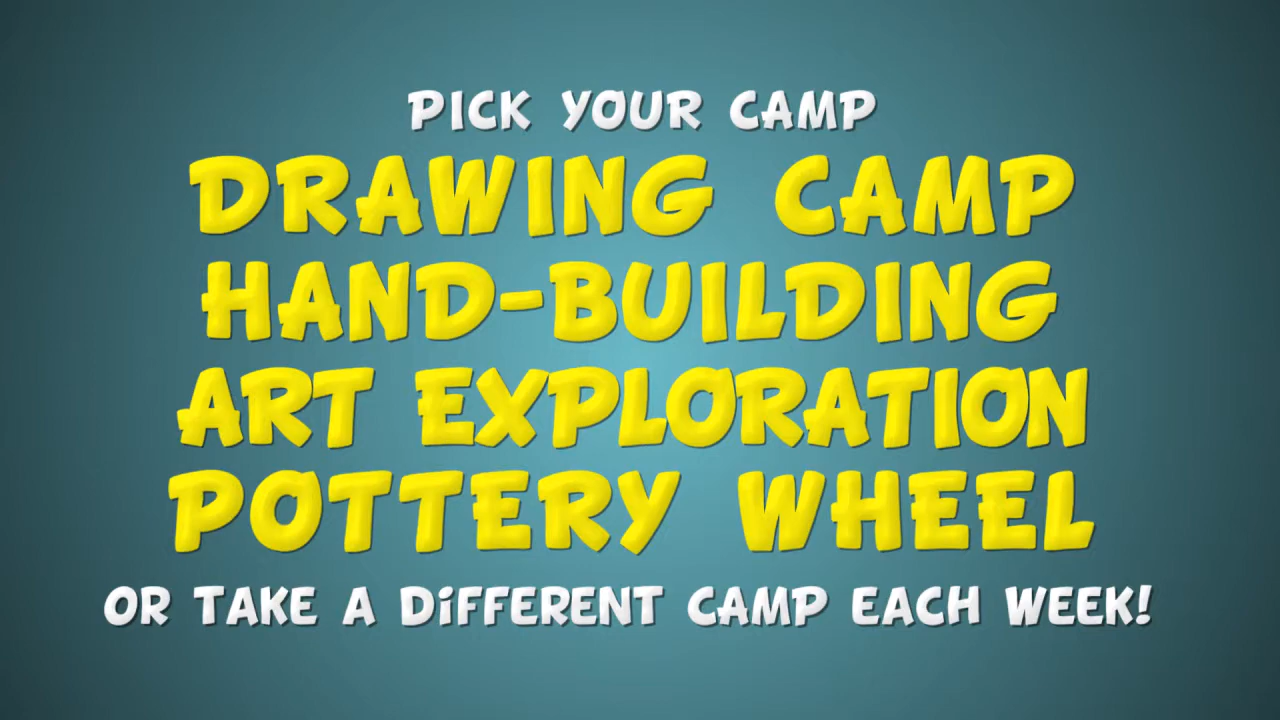 PICK YOUR CAMP
DRAWING CAMP
HAND-BUILDING
ART EXPLORATION
POTTERY WHEEL
OR TAKE A DIFFERENT CAMP EACH WEEK!